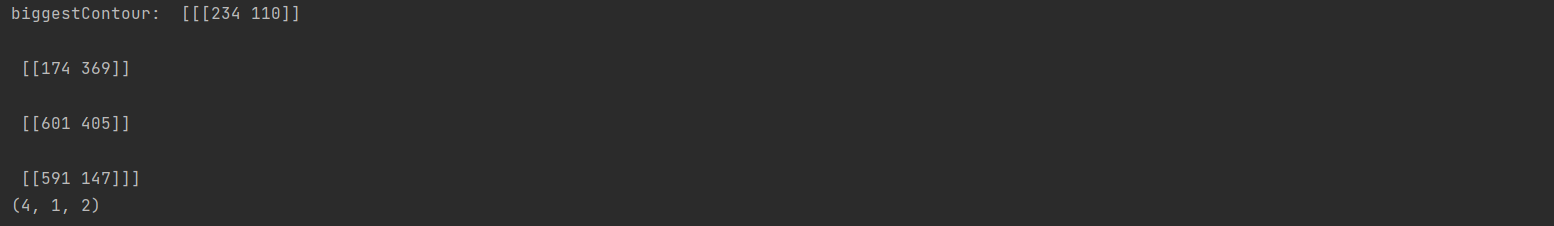 biggestContour:  [[[234 110]]
[[174 369]]
[[601 405]]
[[591 147]]]
(4, 1, 2)